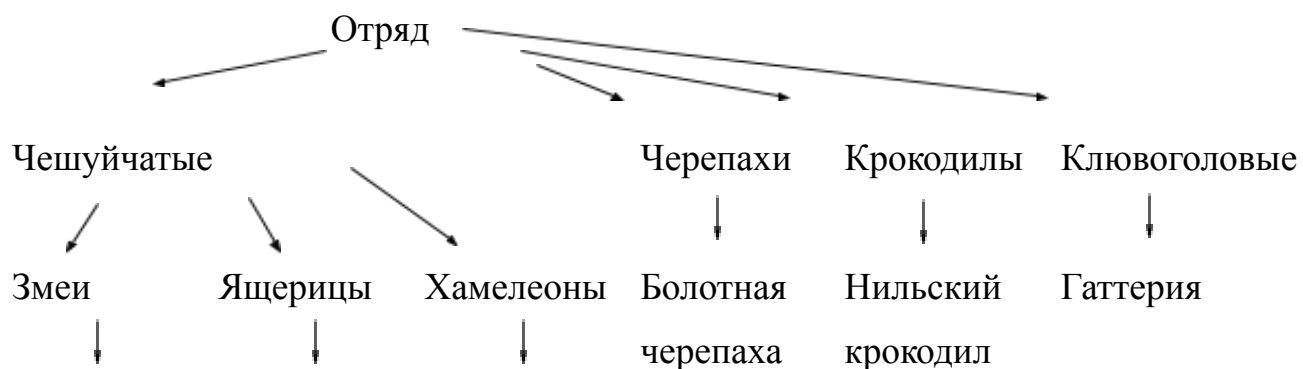 Отряд
Чешуйчатые Черепахи Крокодилы Клювоголовые
Змеи Ящерицы Хамелеоны Болотная Нильский Гаттерия
черепаха крокодил